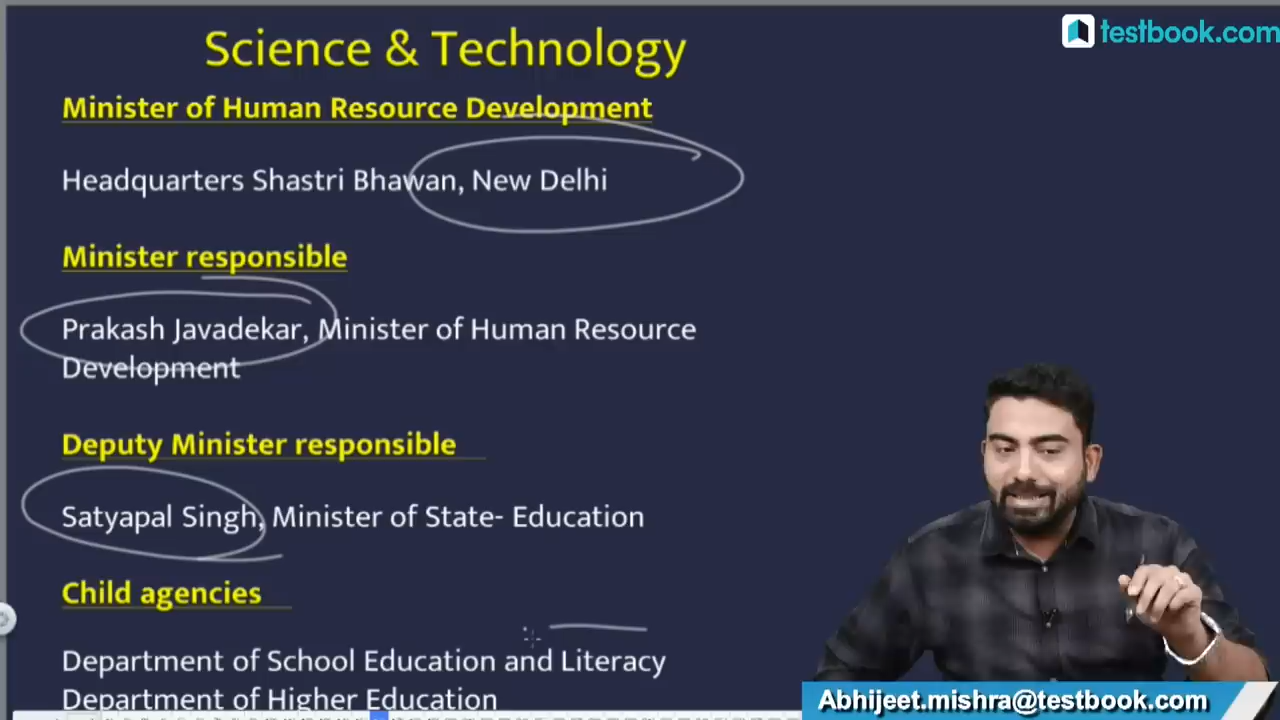 testbook.com
Science & Technology
Minister of Human Resource Development
Headquarters Shastri Bhawan, New Delhi
Minister responsible
Prakash Javadekar, Minister of Human Resource
Development
Deputy Minister responsible
Satyapal Singh, Minister of State- Education
Child agencies
Department of School Education and Literacy
Department of Higher Education
Abhijeet.mishra@testbook.com